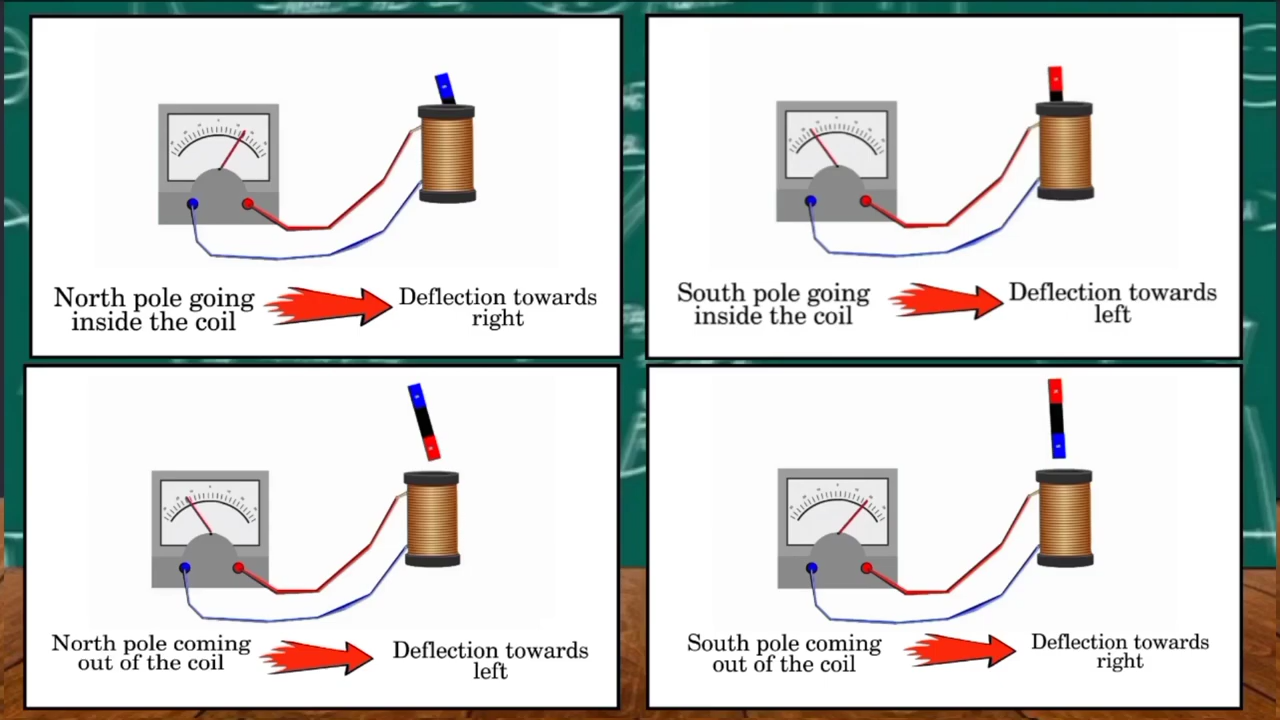 North pole going
inside the coil
Deflection towards
right
South pole going
inside the coil
Deflection towards
left
North pole coming
out of the coil
Deflection towards
left
South pole coming
out of the coil
Deflection towards
right